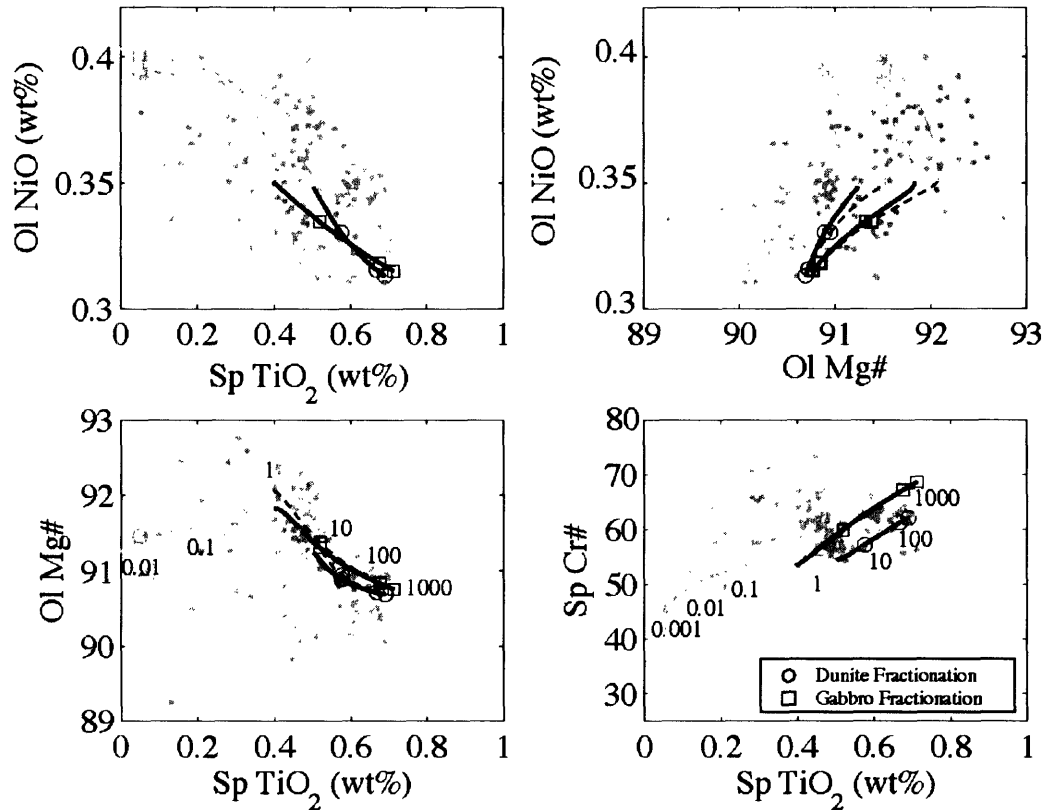 0.4
0.35
0.3
Ol NiO (wt%)
0 0.2 0.4 0.6 0.8 1
Sp TiO2 (wt%)
0.4
0.35
0.3
Ol NiO (wt%)
89 90 91 92 93
Ol Mg#
93
92
91
90
89
Ol Mg#
1
10
0.1
100
0.01
1000
0 0.2 0.4 0.6 0.8 1
Sp TiO2 (wt%)
80
70
60
50
40
30
Sp Cr#
1000
100
10
1
0.1
0.01
0.001
Dunite Fractionation
Gabbro Fractionation
0 0.2 0.4 0.6 0.8 1
Sp TiO2 (wt%)